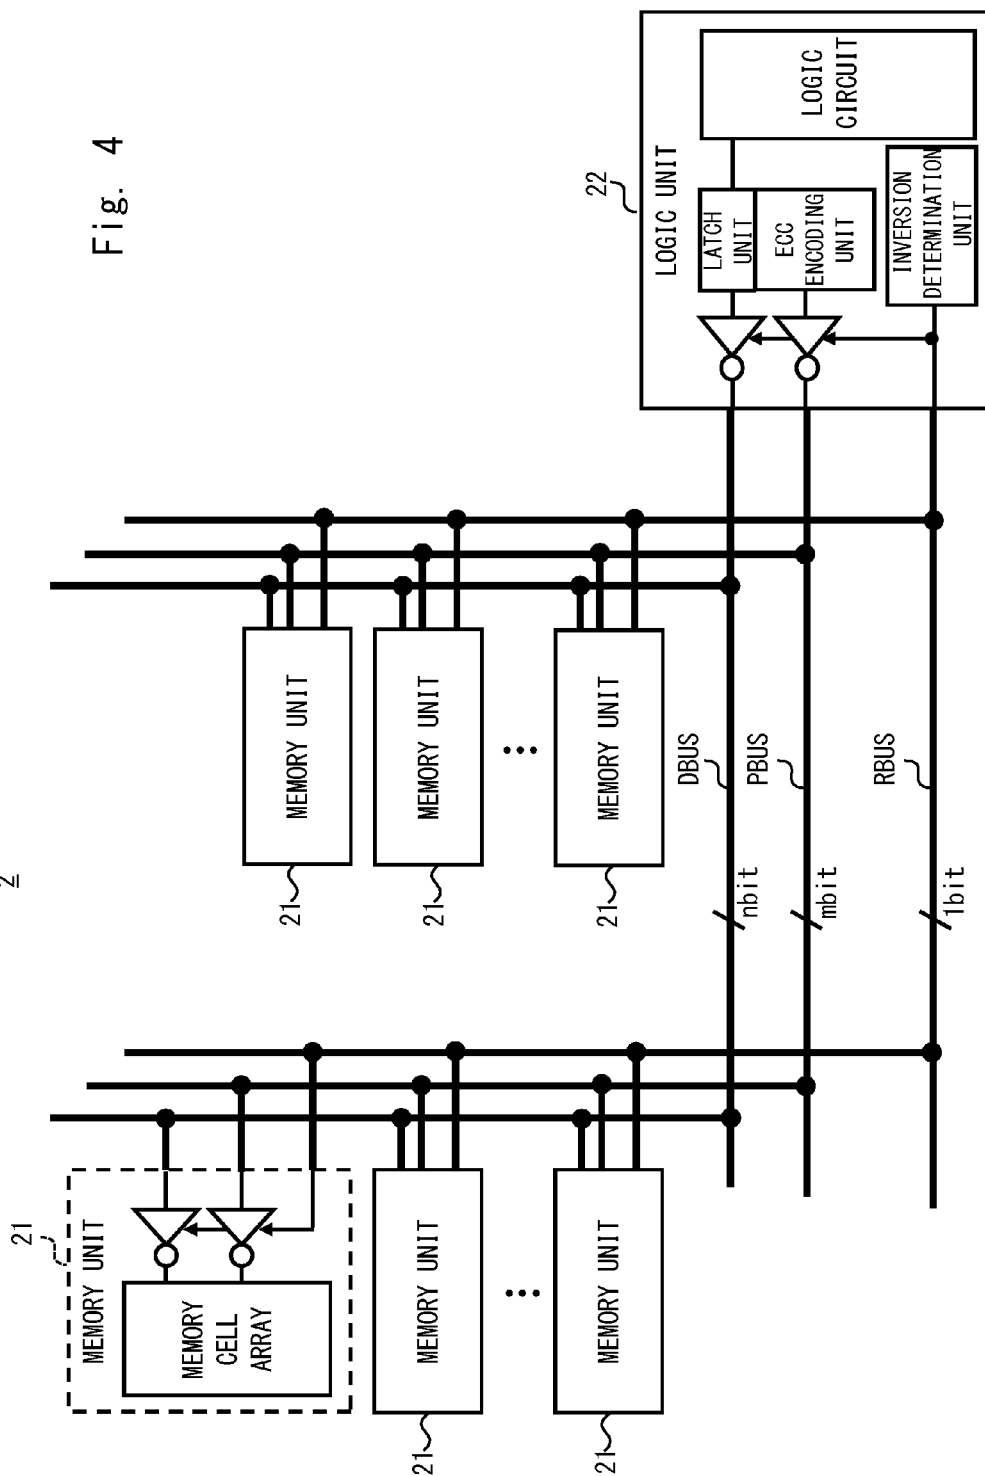 Fig. 4
2
21
MEMORY UNIT
MEMORY
CELL
ARRAY
MEMORY UNIT
21
MEMORY UNIT
21
MEMORY UNIT
21
MEMORY UNIT
21
MEMORY UNIT
21
DBUS
nbit
PBUS
mbit
RBUS
1bit
22
LOGIC UNIT
LATCH
UNIT
ECC
ENCODING
UNIT
INVERSION
DETERMINATION
UNIT
LOGIC
CIRCUIT